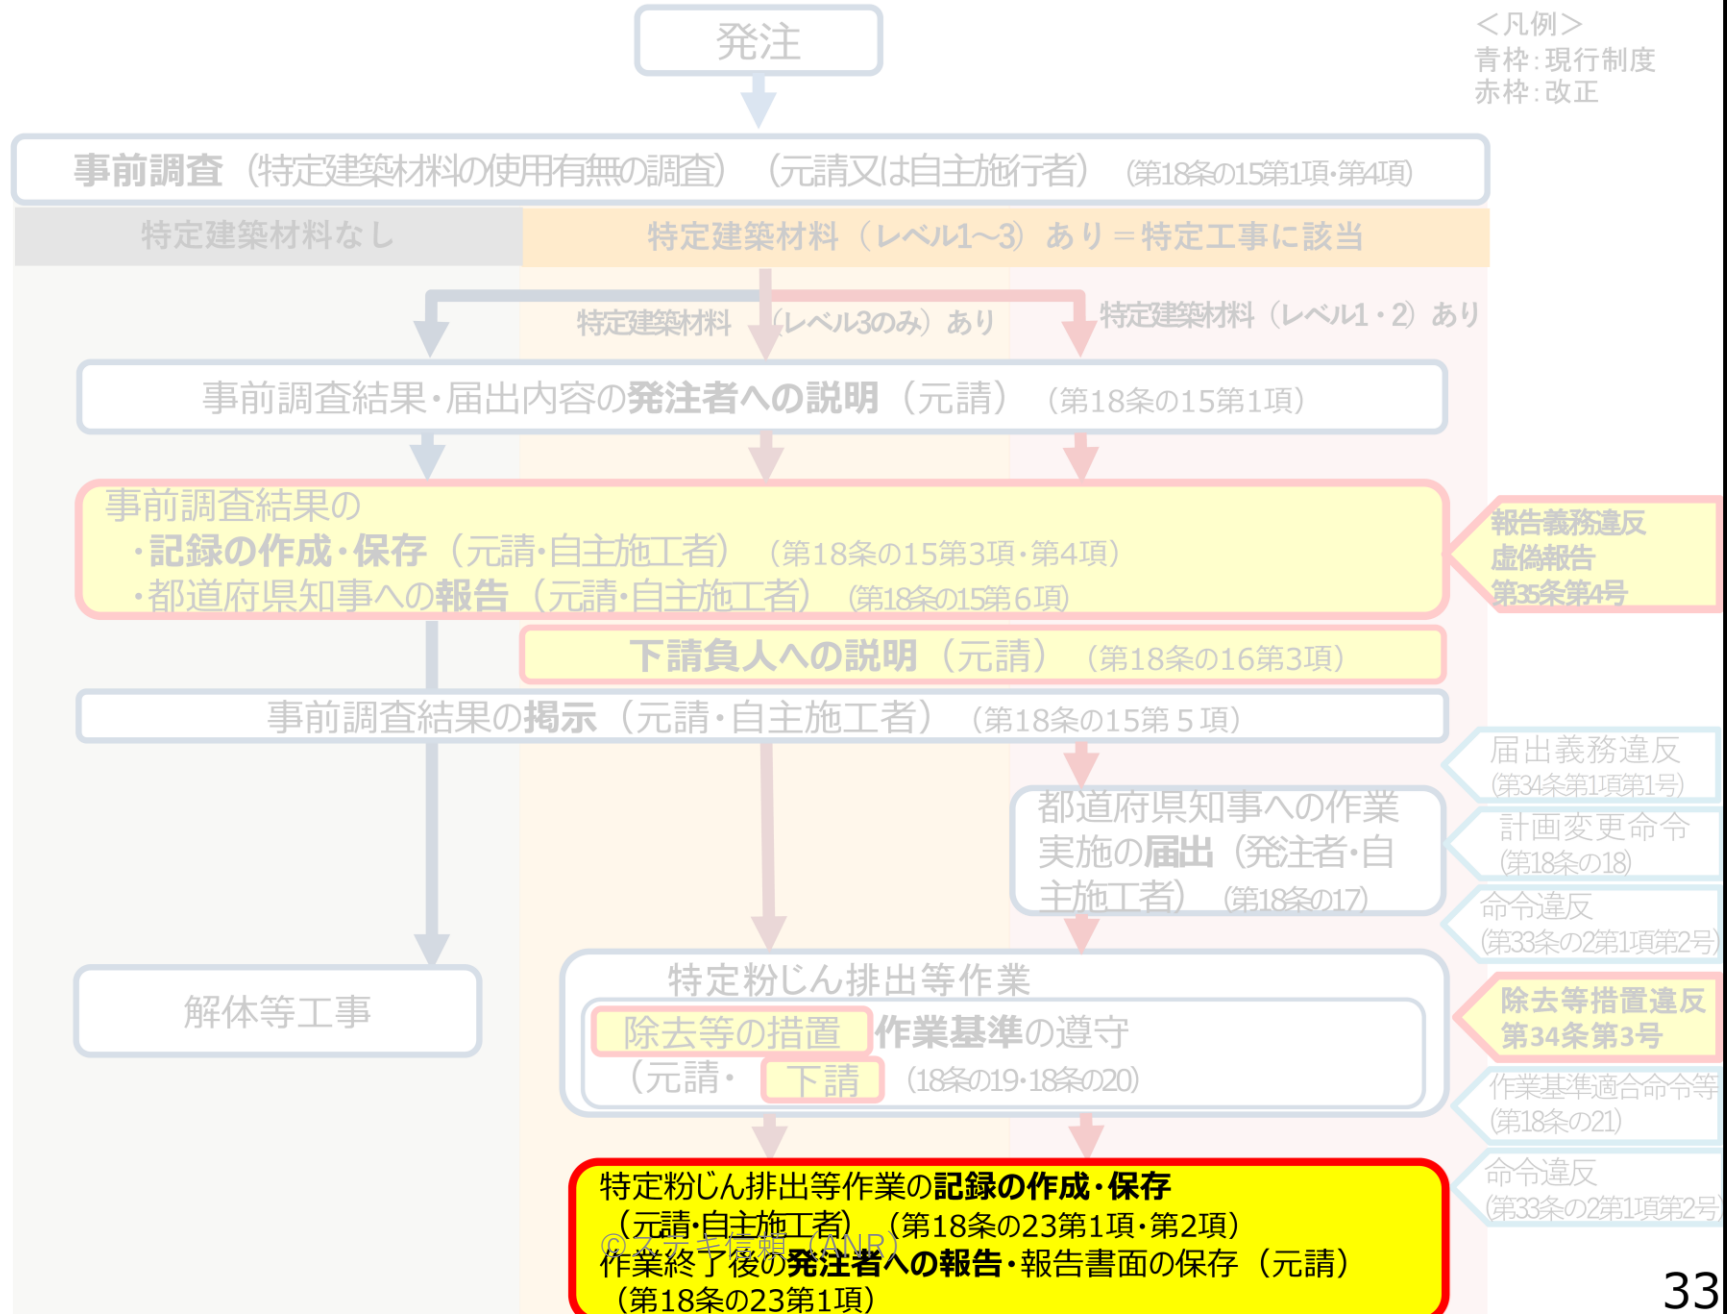 発注
＜凡例＞
青枠：現行制度
赤枠：改正
事前調査（特定建築材料の使用有無の調査）（元請又は自主施行者）（第18条の15第1項・第4項）
特定建築材料なし
特定建築材料（レベル1～3）あり＝特定工事に該当
特定建築材料（レベル3のみ）あり
特定建築材料（レベル1・2）あり
事前調査結果・届出内容の発注者への説明（元請）（第18条の15第1項）
事前調査結果の
・記録の作成・保存（元請・自主施工者）（第18条の15第3項・第4項）
・都道府県知事への報告（元請・自主施工者）（第18条の15第６項）
報告義務違反
虚偽報告
第35条第4号
下請負人への説明（元請）（第18条の16第3項）
事前調査結果の掲示（元請・自主施工者）（第18条の15第５項）
届出義務違反
(第34条第1項第1号)
都道府県知事への作業
実施の届出（発注者・自
主施工者）（第18条の17）
計画変更命令
(第18条の18)
命令違反
(第33条の2第1項第2号)
解体等工事
特定粉じん排出等作業
除去等の措置 作業基準の遵守
（元請・ 下請 （18条の19・18条の20）
除去等措置違反
第34条第3号
作業基準適合命令等
(第18条の21)
命令違反
(第33条の2第1項第2号)
特定粉じん排出等作業の記録の作成・保存
（元請・自主施工者）（第18条の23第1項・第2項）
©ステキ信頼（ANR）
作業終了後の発注者への報告・報告書面の保存（元請）
（第18条の23第1項）
33